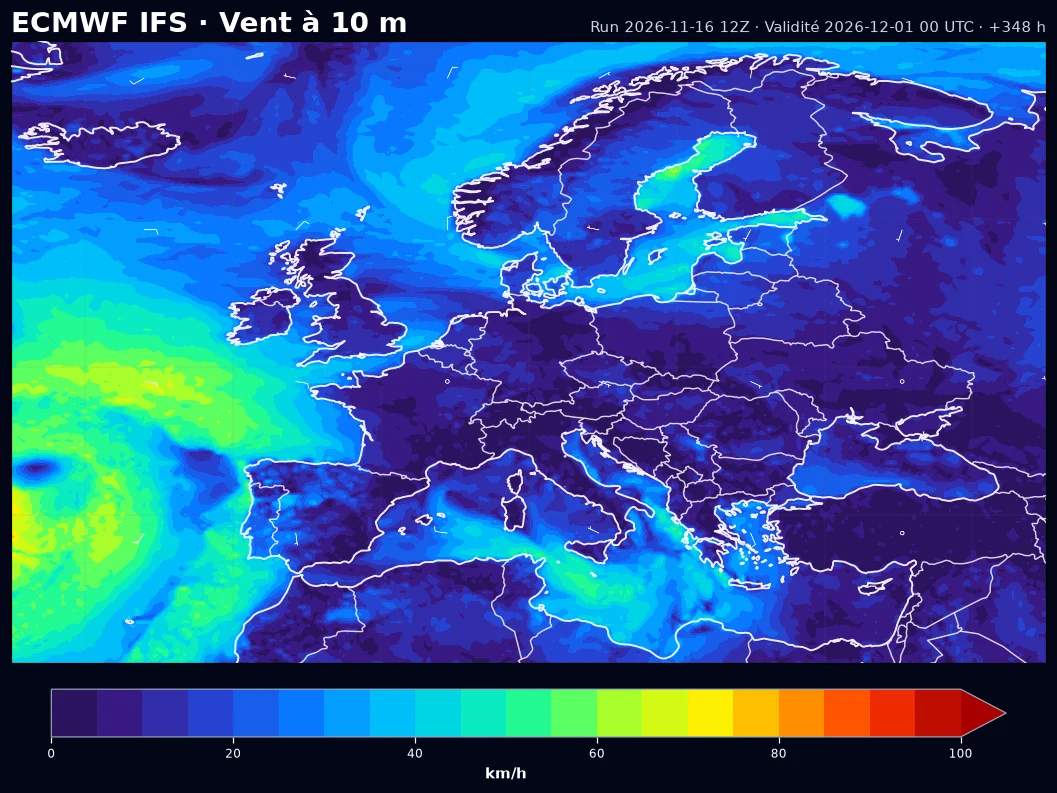 ECMWF IFS · Vent à 10 m
Run 2026-11-16 12Z · Validité 2026-12-01 00 UTC · +348 h
0 20 40 60 80 100
km/h